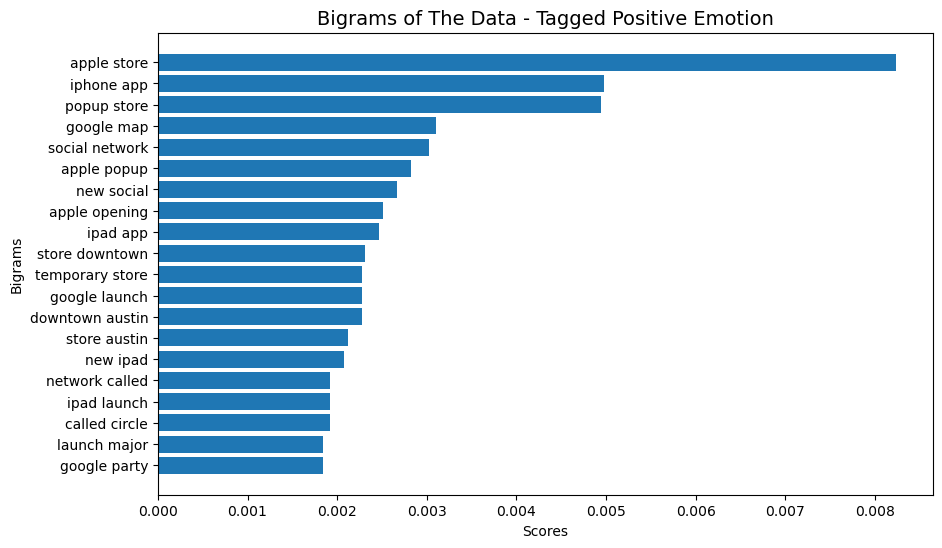 Bigrams of The Data - Tagged Positive Emotion
apple store
iphone app
popup store
google map
social network
apple popup
new social
apple opening
ipad app
store downtown
temporary store
google launch
downtown austin
store austin
new ipad
network called
ipad launch
called circle
launch major
google party
Bigrams
0.000 0.001 0.002 0.003 0.004 0.005 0.006 0.007 0.008
Scores